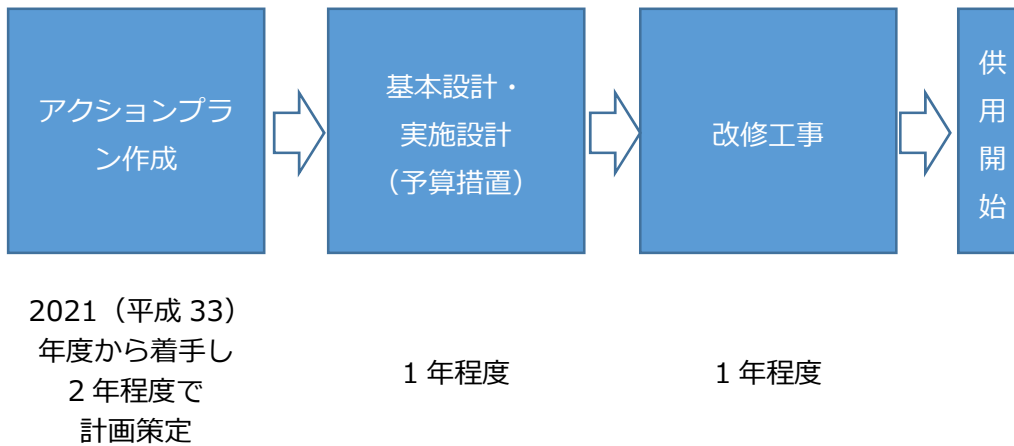 アクションプラ
ン作成
基本設計・
実施設計
（予算措置）
改修工事
供
用
開
始
2021（平成 33）
年度から着手し
2 年程度で
計画策定
1 年程度
1 年程度